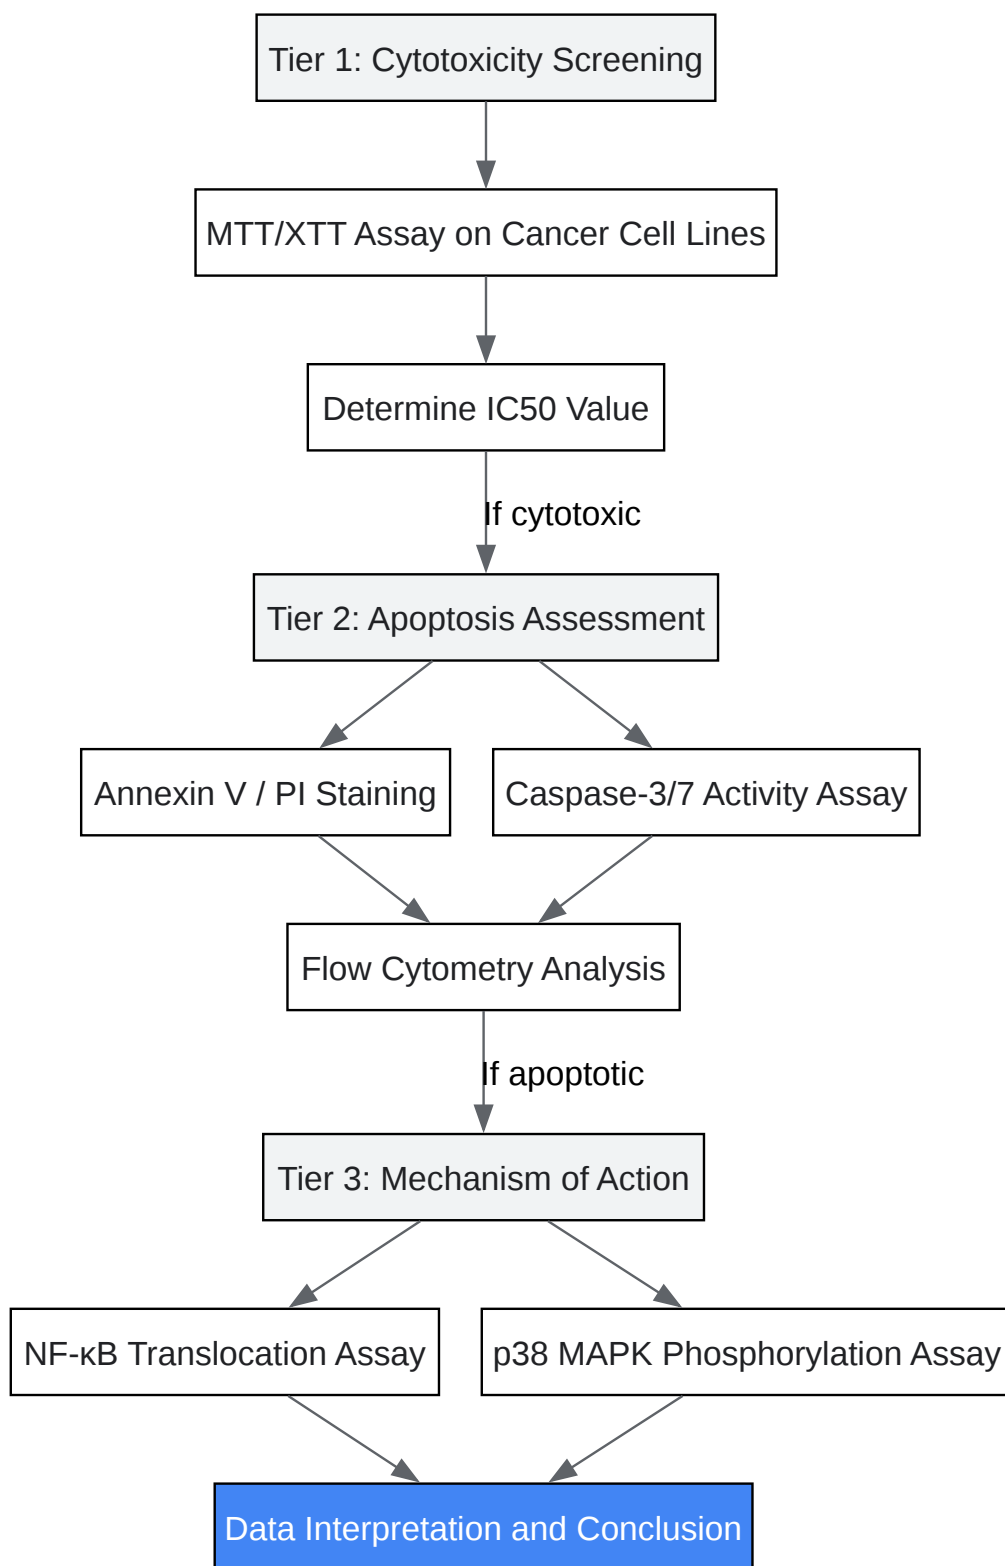 Tier 1: Cytotoxicity Screening
MTT/XTT Assay on Cancer Cell Lines
Determine IC50 Value
If cytotoxic
Tier 2: Apoptosis Assessment
Annexin V / PI Staining
Caspase-3/7 Activity Assay
Flow Cytometry Analysis
If apoptotic
Tier 3: Mechanism of Action
NF-κB Translocation Assay
p38 MAPK Phosphorylation Assay
Data Interpretation and Conclusion